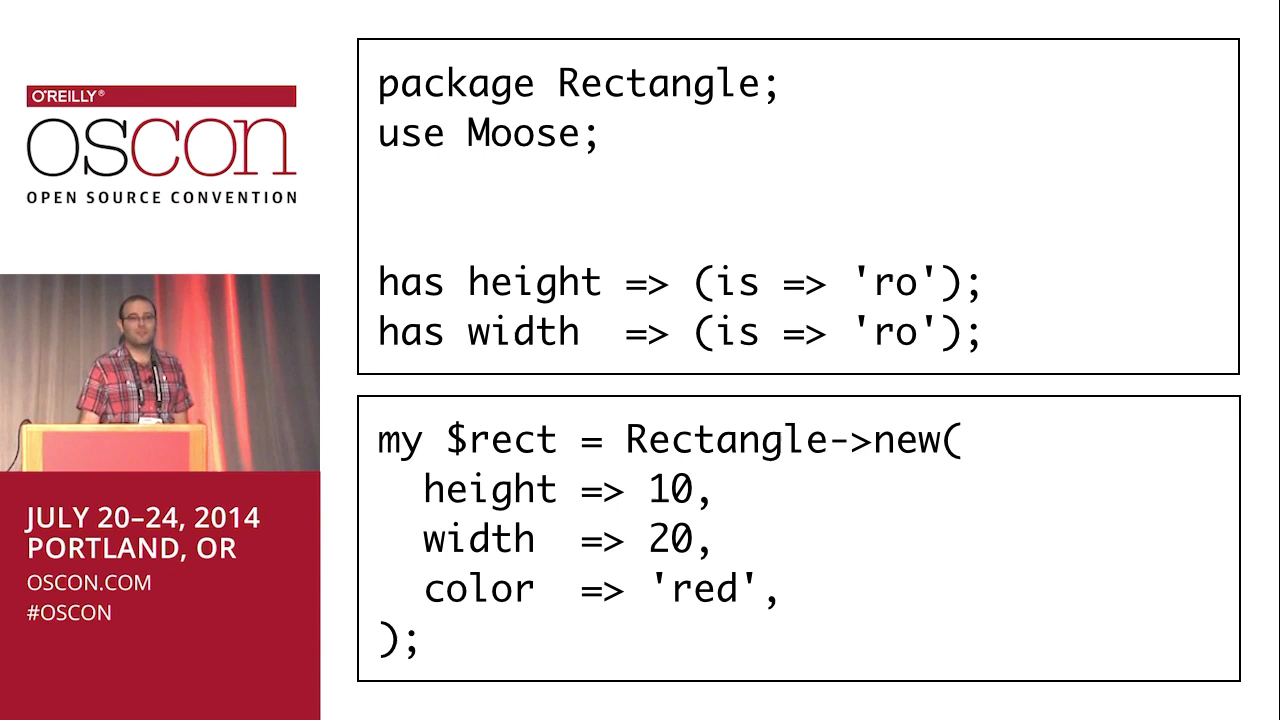 O'REILLY®
OSCON
OPEN SOURCE CONVENTION
JULY 20–24, 2014
PORTLAND, OR
OSCON.COM
#OSCON
package Rectangle;
use Moose;
has height => (is => 'ro');
has width  => (is => 'ro');
my $rect = Rectangle->new(
  height => 10,
  width  => 20,
  color  => 'red',
);